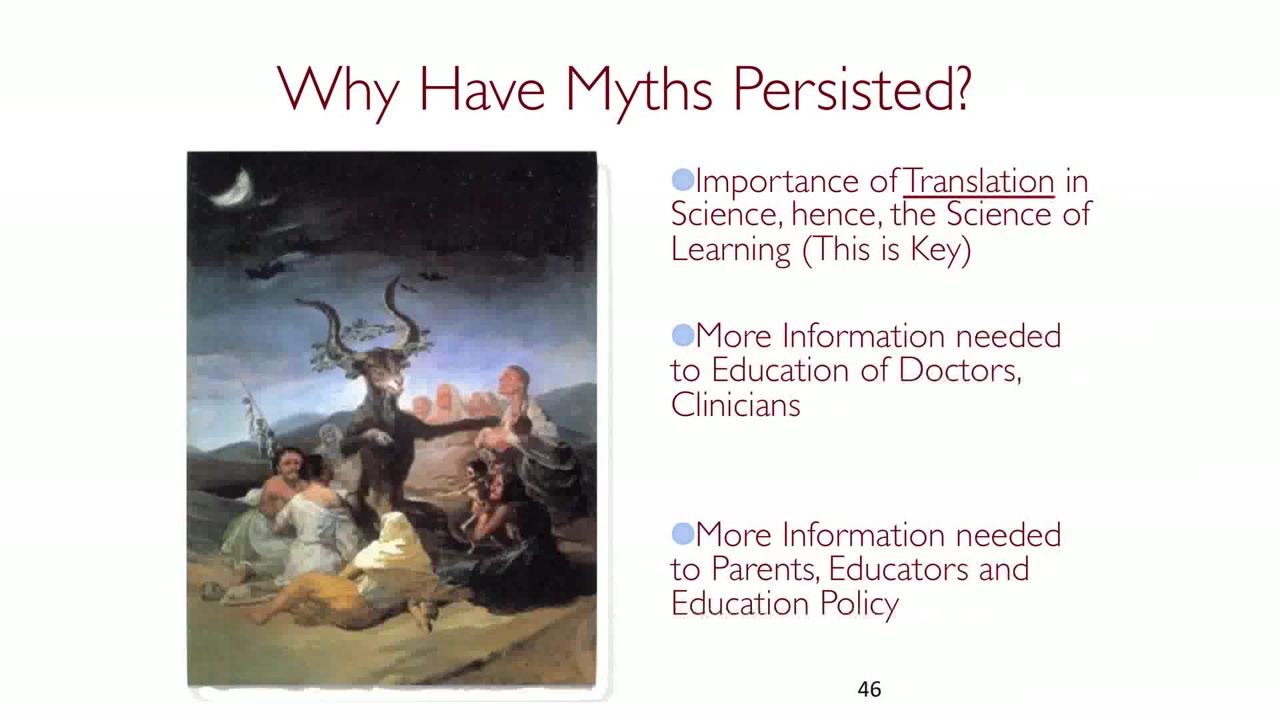 Why Have Myths Persisted?
Importance of Translation in
Science, hence, the Science of
Learning (This is Key)
More Information needed
to Education of Doctors,
Clinicians
More Information needed
to Parents, Educators and
Education Policy
46